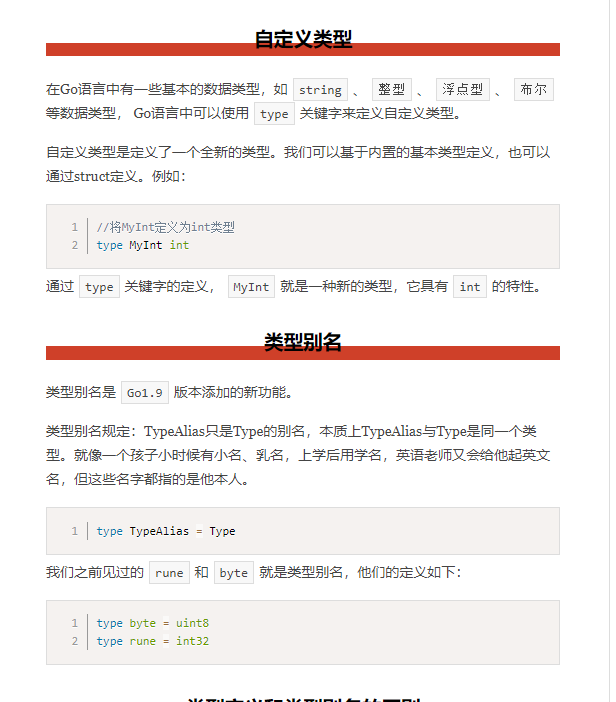 自定义类型
在Go语言中有一些基本的数据类型，如 string 、 整型 、 浮点型 、 布尔
等数据类型， Go语言中可以使用 type 关键字来定义自定义类型。
自定义类型是定义了一个全新的类型。我们可以基于内置的基本类型定义，也可以
通过struct定义。例如：
1 //将MyInt定义为int类型
2 type MyInt int
通过 type 关键字的定义， MyInt 就是一种新的类型，它具有 int 的特性。
类型别名
类型别名是 Go1.9 版本添加的新功能。
类型别名规定：TypeAlias只是Type的别名，本质上TypeAlias与Type是同一个类
型。就像一个孩子小时候有小名、乳名，上学后用学名，英语老师又会给他起英文
名，但这些名字都指的是他本人。
1 type TypeAlias = Type
我们之前见过的 rune 和 byte 就是类型别名，他们的定义如下：
1 type byte = uint8
2 type rune = int32
类型定义和类型别名的区别